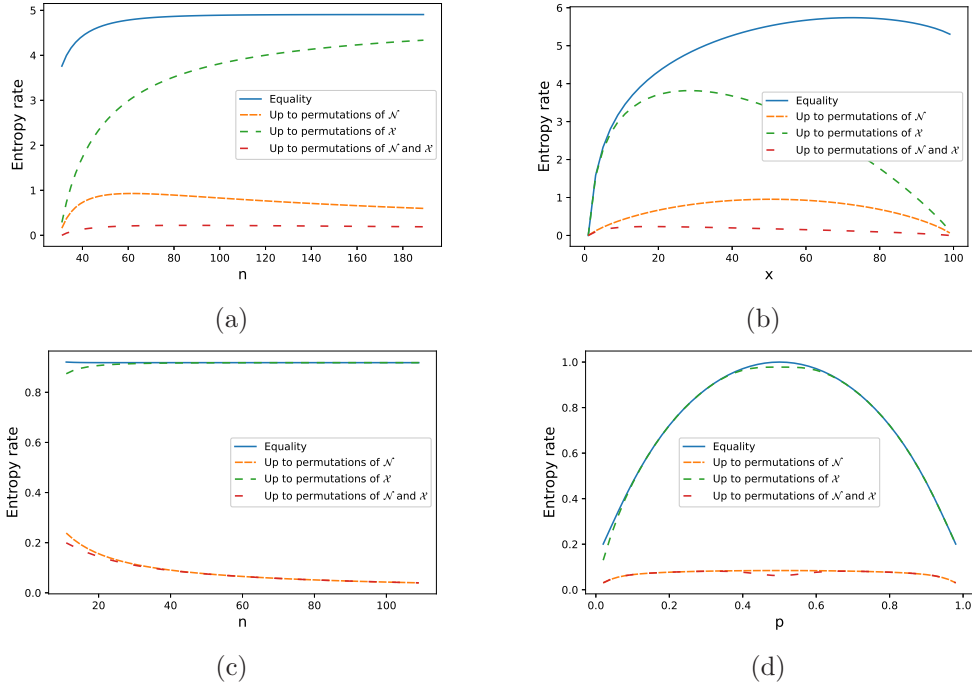 5
4
3
2
1
0
Entropy rate
Equality
Up to permutations of 𝒩
Up to permutations of 𝒳
Up to permutations of 𝒩 and 𝒳
40 60 80 100 120 140 160 180
n
(a)
6
5
4
3
2
1
0
Entropy rate
Equality
Up to permutations of 𝒩
Up to permutations of 𝒳
Up to permutations of 𝒩 and 𝒳
0 20 40 60 80 100
x
(b)
0.8
0.6
0.4
0.2
0.0
Entropy rate
Equality
Up to permutations of 𝒩
Up to permutations of 𝒳
Up to permutations of 𝒩 and 𝒳
20 40 60 80 100
n
(c)
1.0
0.8
0.6
0.4
0.2
0.0
Entropy rate
Equality
Up to permutations of 𝒩
Up to permutations of 𝒳
Up to permutations of 𝒩 and 𝒳
0.0 0.2 0.4 0.6 0.8 1.0
p
(d)